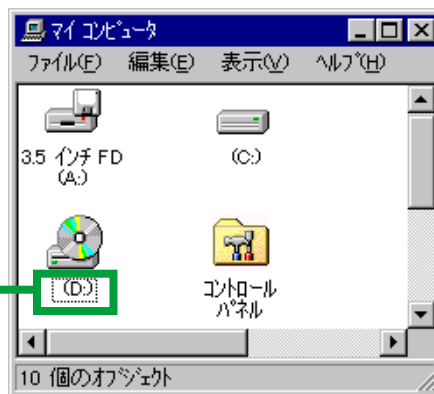 マイ コンピュータ
ファイル(F) 編集(E) 表示(V) ヘルプ(H)
3.5 インチ FD
(A:)
(C:)
(D:)
コントロール
パネル
10 個のオブジェクト